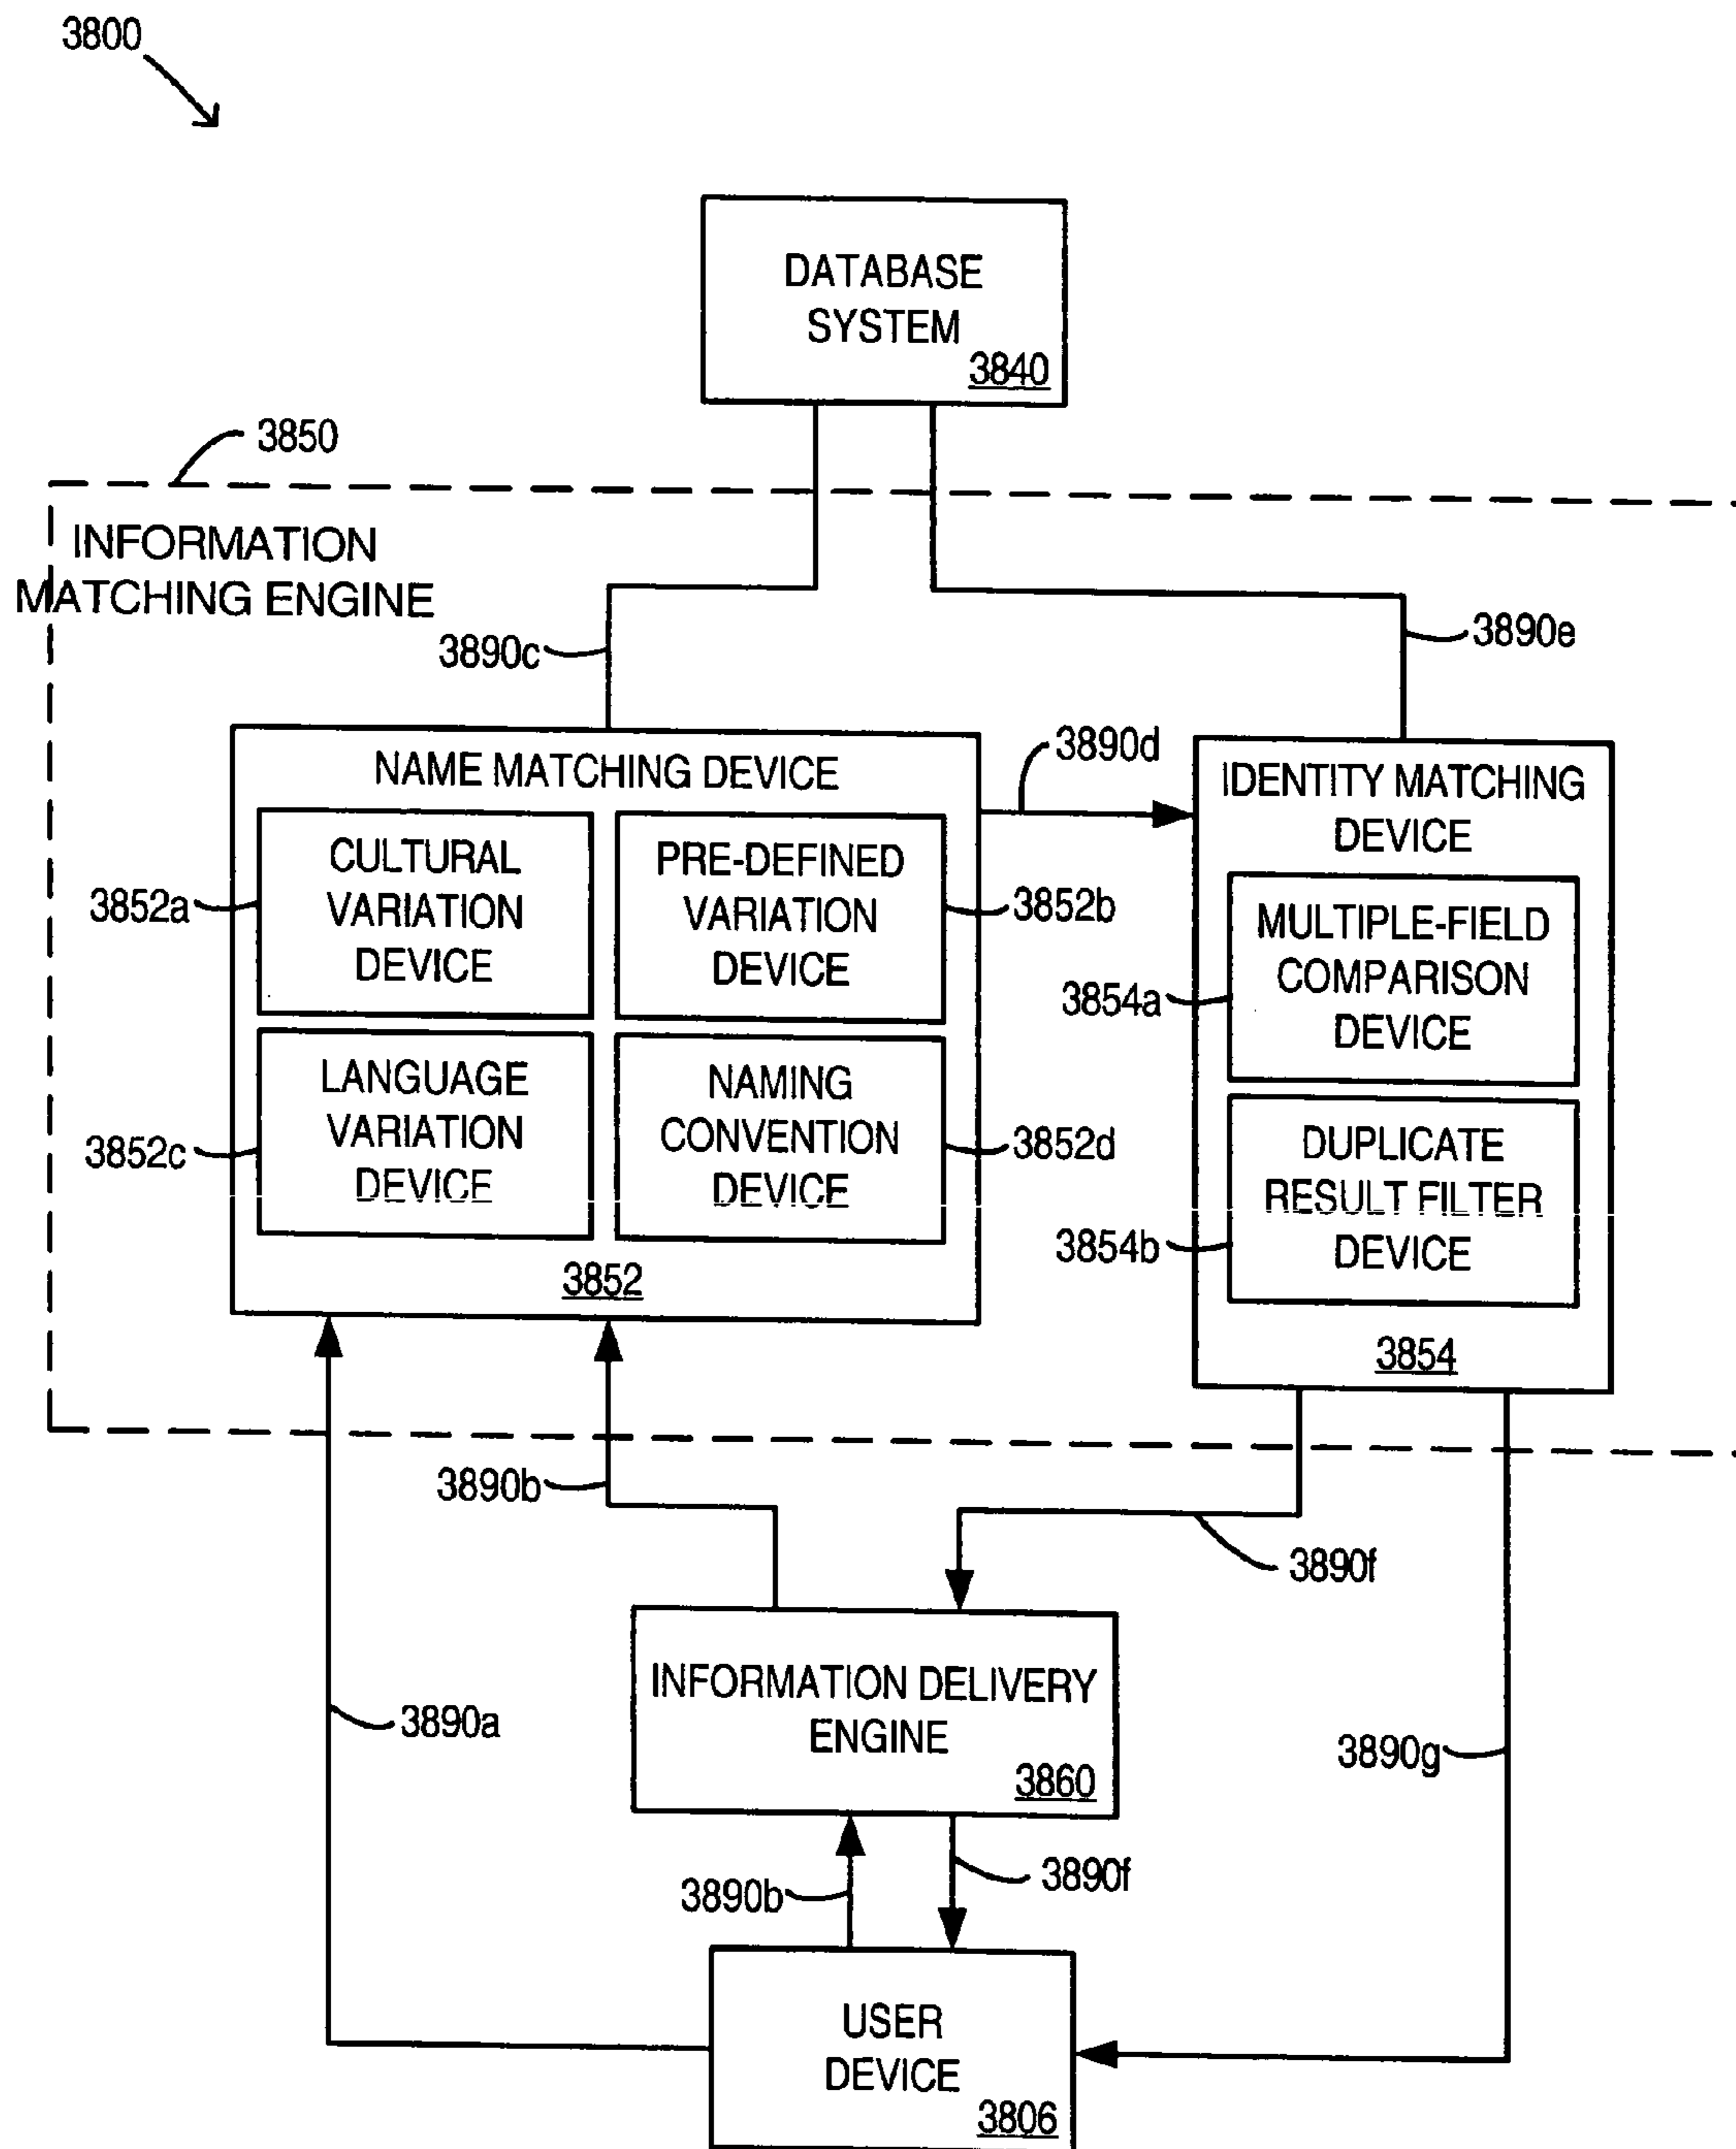 3800
DATABASE
SYSTEM
3840
3850
INFORMATION
MATCHING ENGINE
3890c
3890e
NAME MATCHING DEVICE
3890d
IDENTITY MATCHING
DEVICE
CULTURAL
VARIATION
DEVICE
3852a
PRE-DEFINED
VARIATION
DEVICE
3852b
MULTIPLE-FIELD
COMPARISON
DEVICE
3854a
LANGUAGE
VARIATION
DEVICE
3852c
NAMING
CONVENTION
DEVICE
3852d
DUPLICATE
RESULT FILTER
DEVICE
3854b
3852
3854
3890b
3890f
INFORMATION DELIVERY
ENGINE
3860
3890a
3890g
3890b
3890f
USER
DEVICE
3806